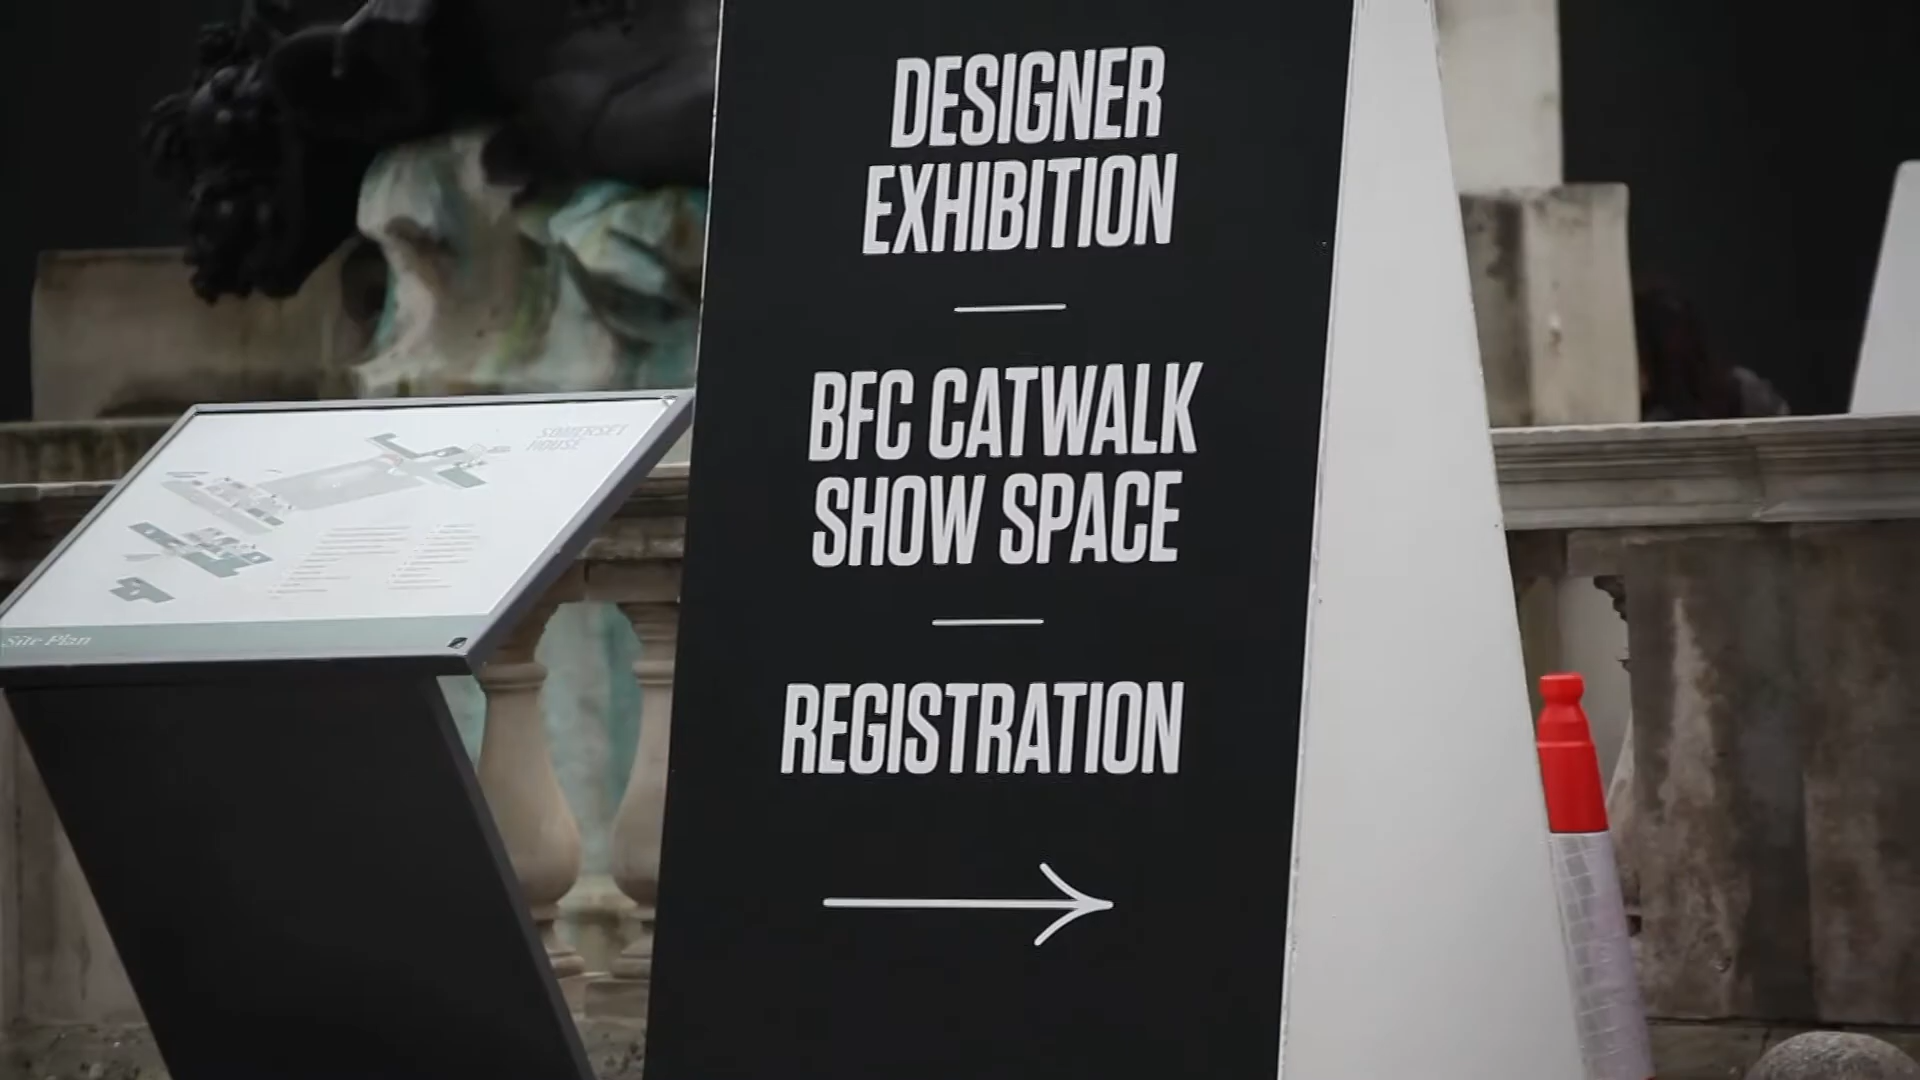 DESIGNER
EXHIBITION
BFC CATWALK
SHOW SPACE
REGISTRATION
SOMERSET
HOUSE
Site Plan